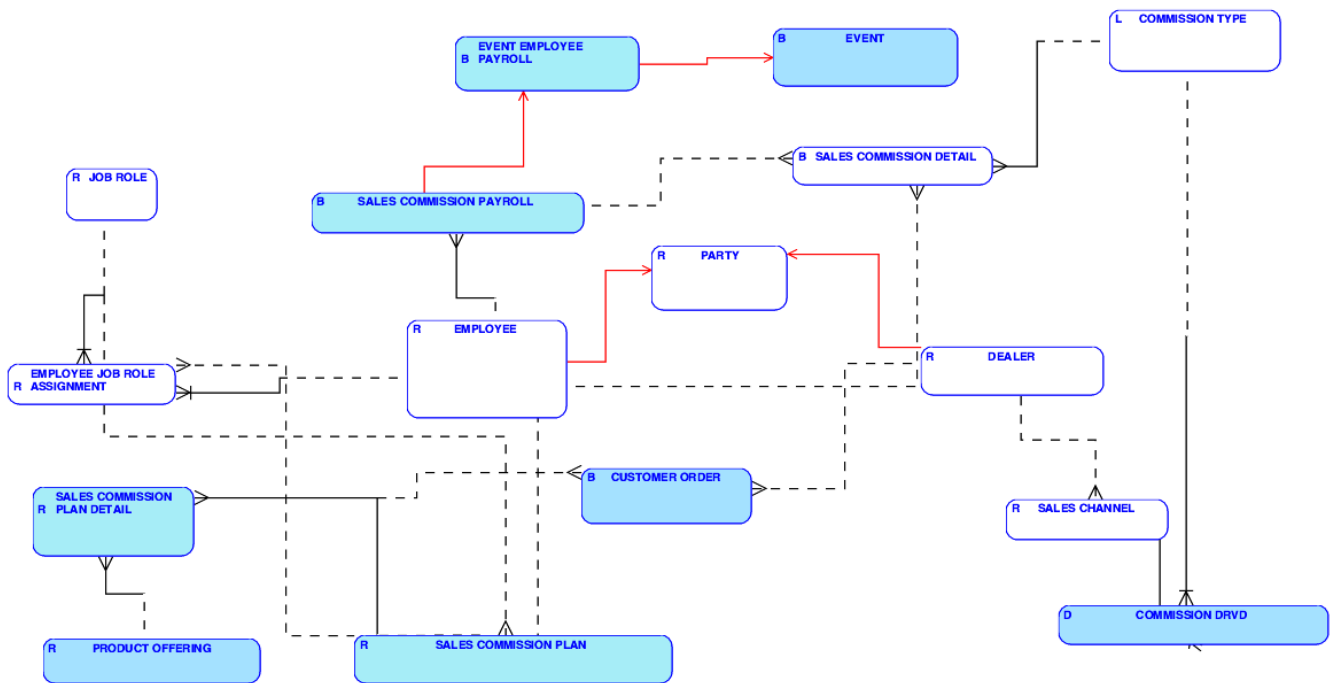 L COMMISSION TYPE
EVENT EMPLOYEE
B PAYROLL
B EVENT
B SALES COMMISSION DETAIL
R JOB ROLE
B SALES COMMISSION PAYROLL
R PARTY
R EMPLOYEE
R DEALER
EMPLOYEE JOB ROLE
R ASSIGNMENT
B CUSTOMER ORDER
SALES COMMISSION
R PLAN DETAIL
R SALES CHANNEL
D COMMISSION DRVD
R PRODUCT OFFERING
R SALES COMMISSION PLAN